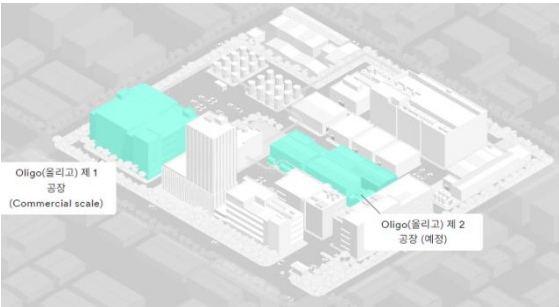 Oligo(올리고) 제 1
공장
(Commercial scale)
Oligo(올리고) 제 2
공장 (예정)